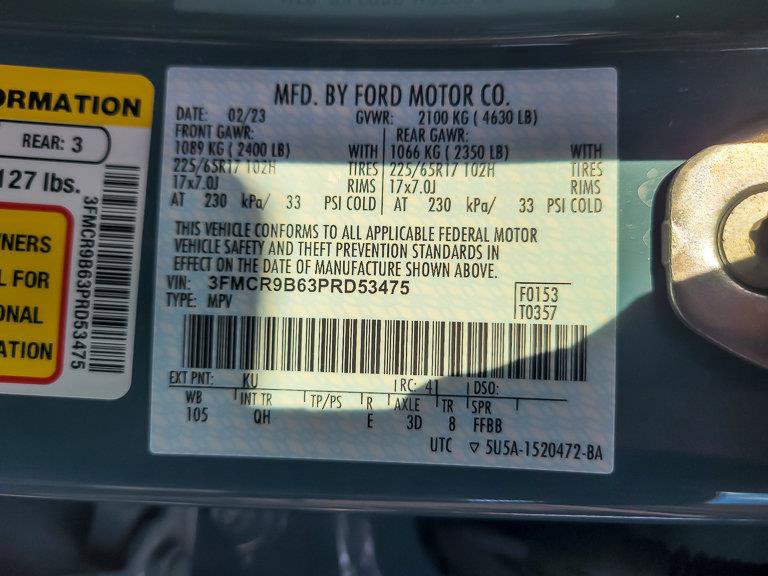 ORMATION
REAR: 3
127 lbs.
WNERS
L FOR
ONAL
ATION
3FMCR9B63PRD53475
MFD. BY FORD MOTOR CO.
DATE: 02/23 GVWR: 2100 KG ( 4630 LB)
FRONT GAWR: REAR GAWR:
1089 KG ( 2400 LB) WITH 1066 KG ( 2350 LB) WITH
225/65R17 102H TIRES 225/65R17 102H TIRES
17x7.0J RIMS 17x7.0J RIMS
AT 230 kPa/ 33 PSI COLD AT 230 kPa/ 33 PSI COLD
THIS VEHICLE CONFORMS TO ALL APPLICABLE FEDERAL MOTOR
VEHICLE SAFETY AND THEFT PREVENTION STANDARDS IN
EFFECT ON THE DATE OF MANUFACTURE SHOWN ABOVE.
VIN: 3FMCR9B63PRD53475 F0153
TYPE: MPV T0357
EXT PNT: KU RC: 41 DSO:
WB INT TR TP/PS R AXLE TR SPR
105 QH E 3D 8 FFBB
UTC ▽ 5U5A-1520472-BA